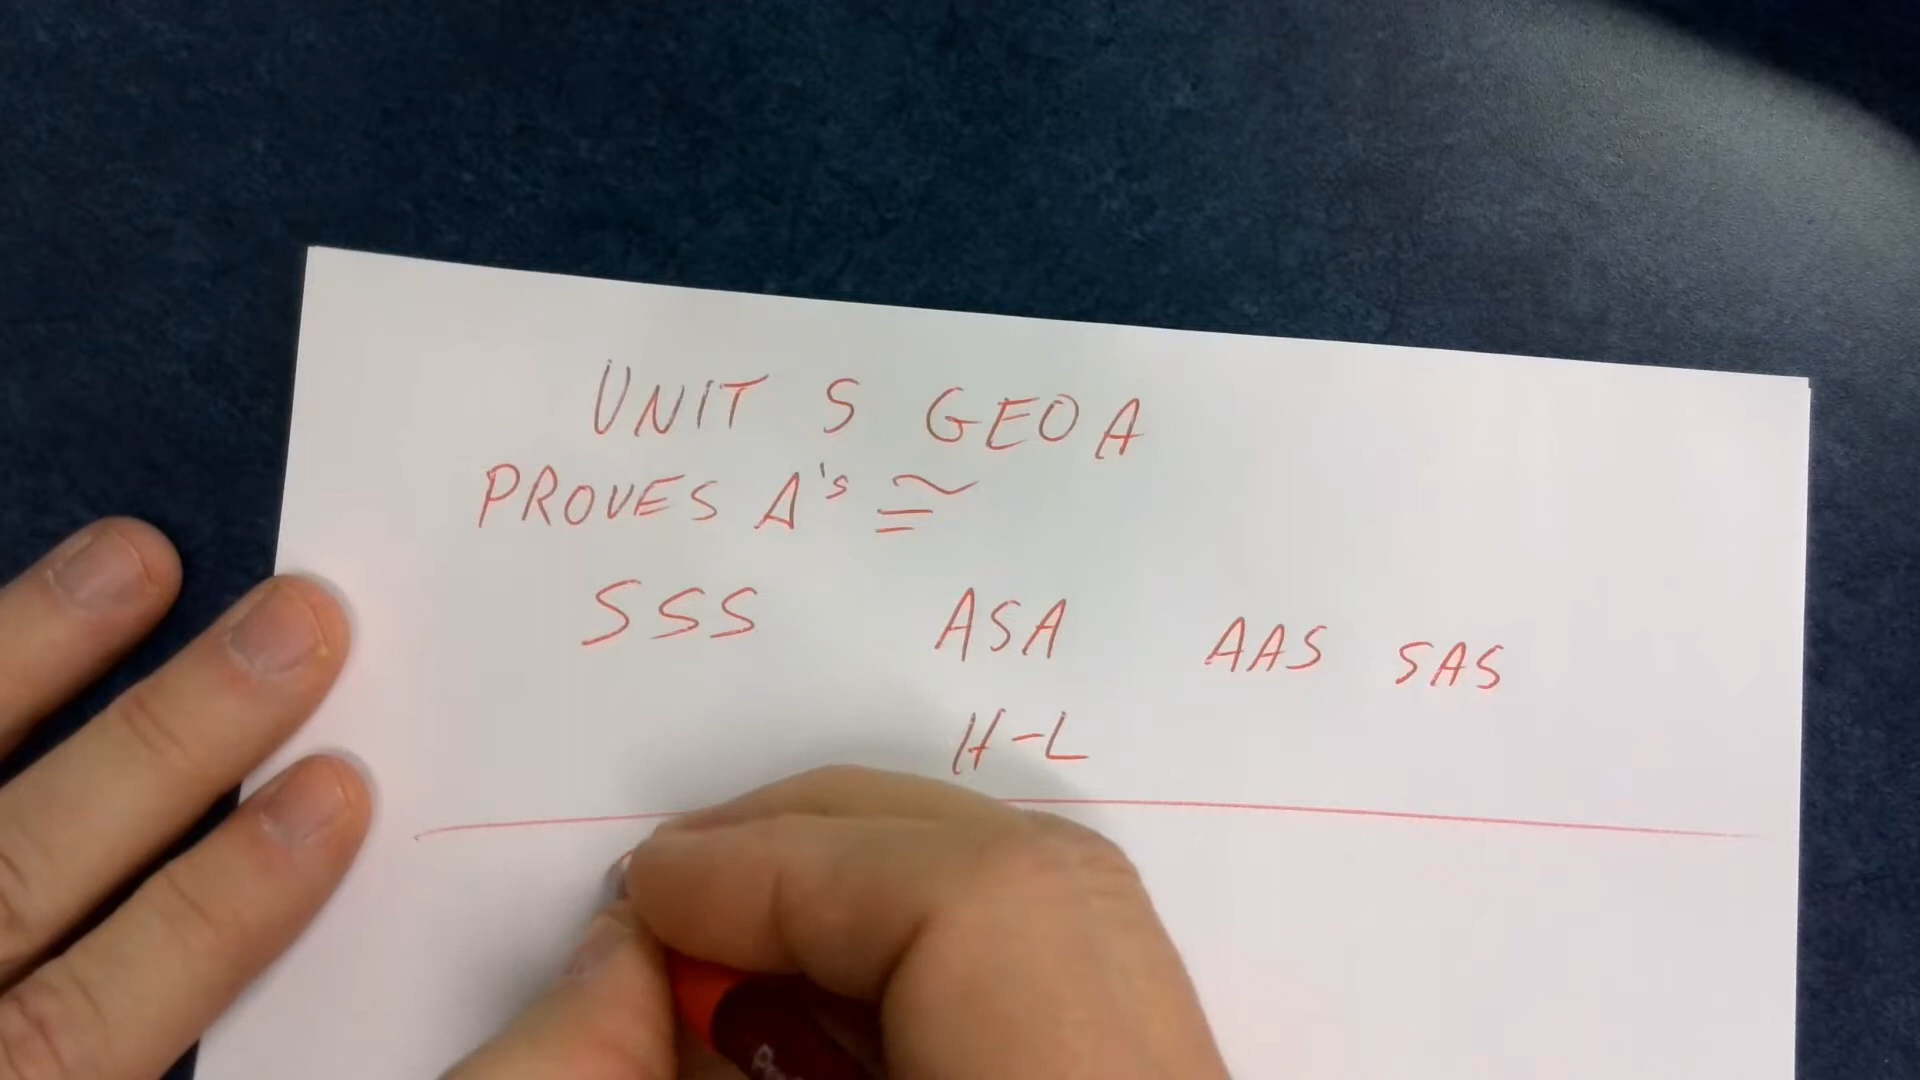 UNIT 5 GEO A
PROVES A's ≅
SSS ASA AAS SAS
H-L